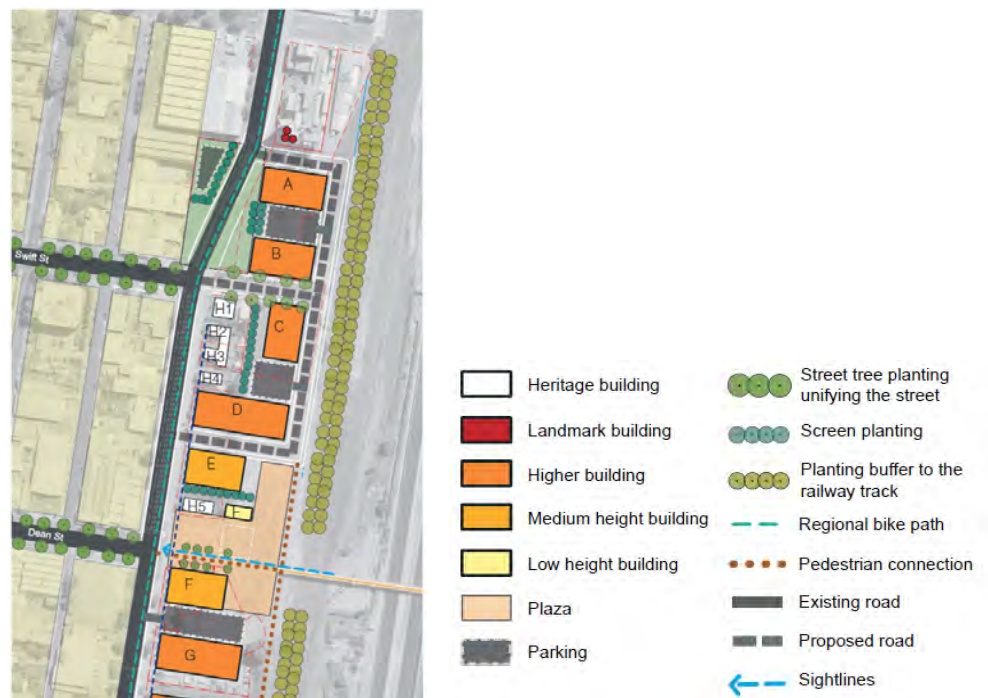 A
B
Swift St
H1
C
H2
H3
H4
D
E
H5
F
Dean St
F
G
Heritage building
Landmark building
Higher building
Medium height building
Low height building
Plaza
Parking
Street tree planting
unifying the street
Screen planting
Planting buffer to the
railway track
Regional bike path
Pedestrian connection
Existing road
Proposed road
Sightlines